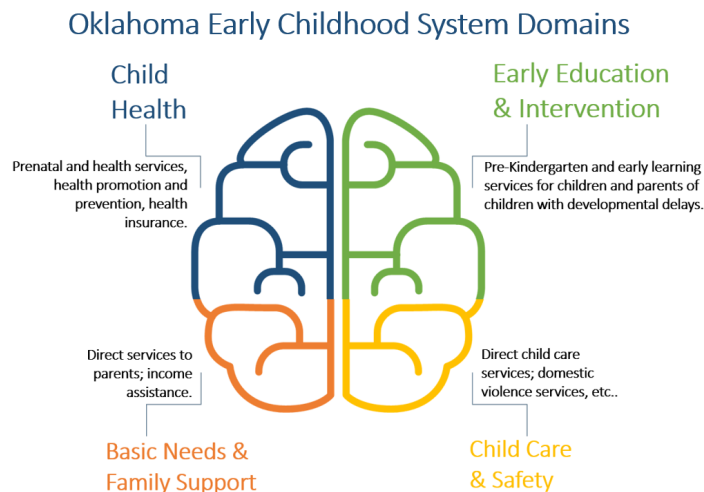 Oklahoma Early Childhood System Domains
Child
Health
Prenatal and health services,
health promotion and
prevention, health
insurance.
Early Education
& Intervention
Pre-Kindergarten and early learning
services for children and parents of
children with developmental delays.
Direct services to
parents; income
assistance.
Basic Needs &
Family Support
Direct child care
services; domestic
violence services, etc..
Child Care
& Safety